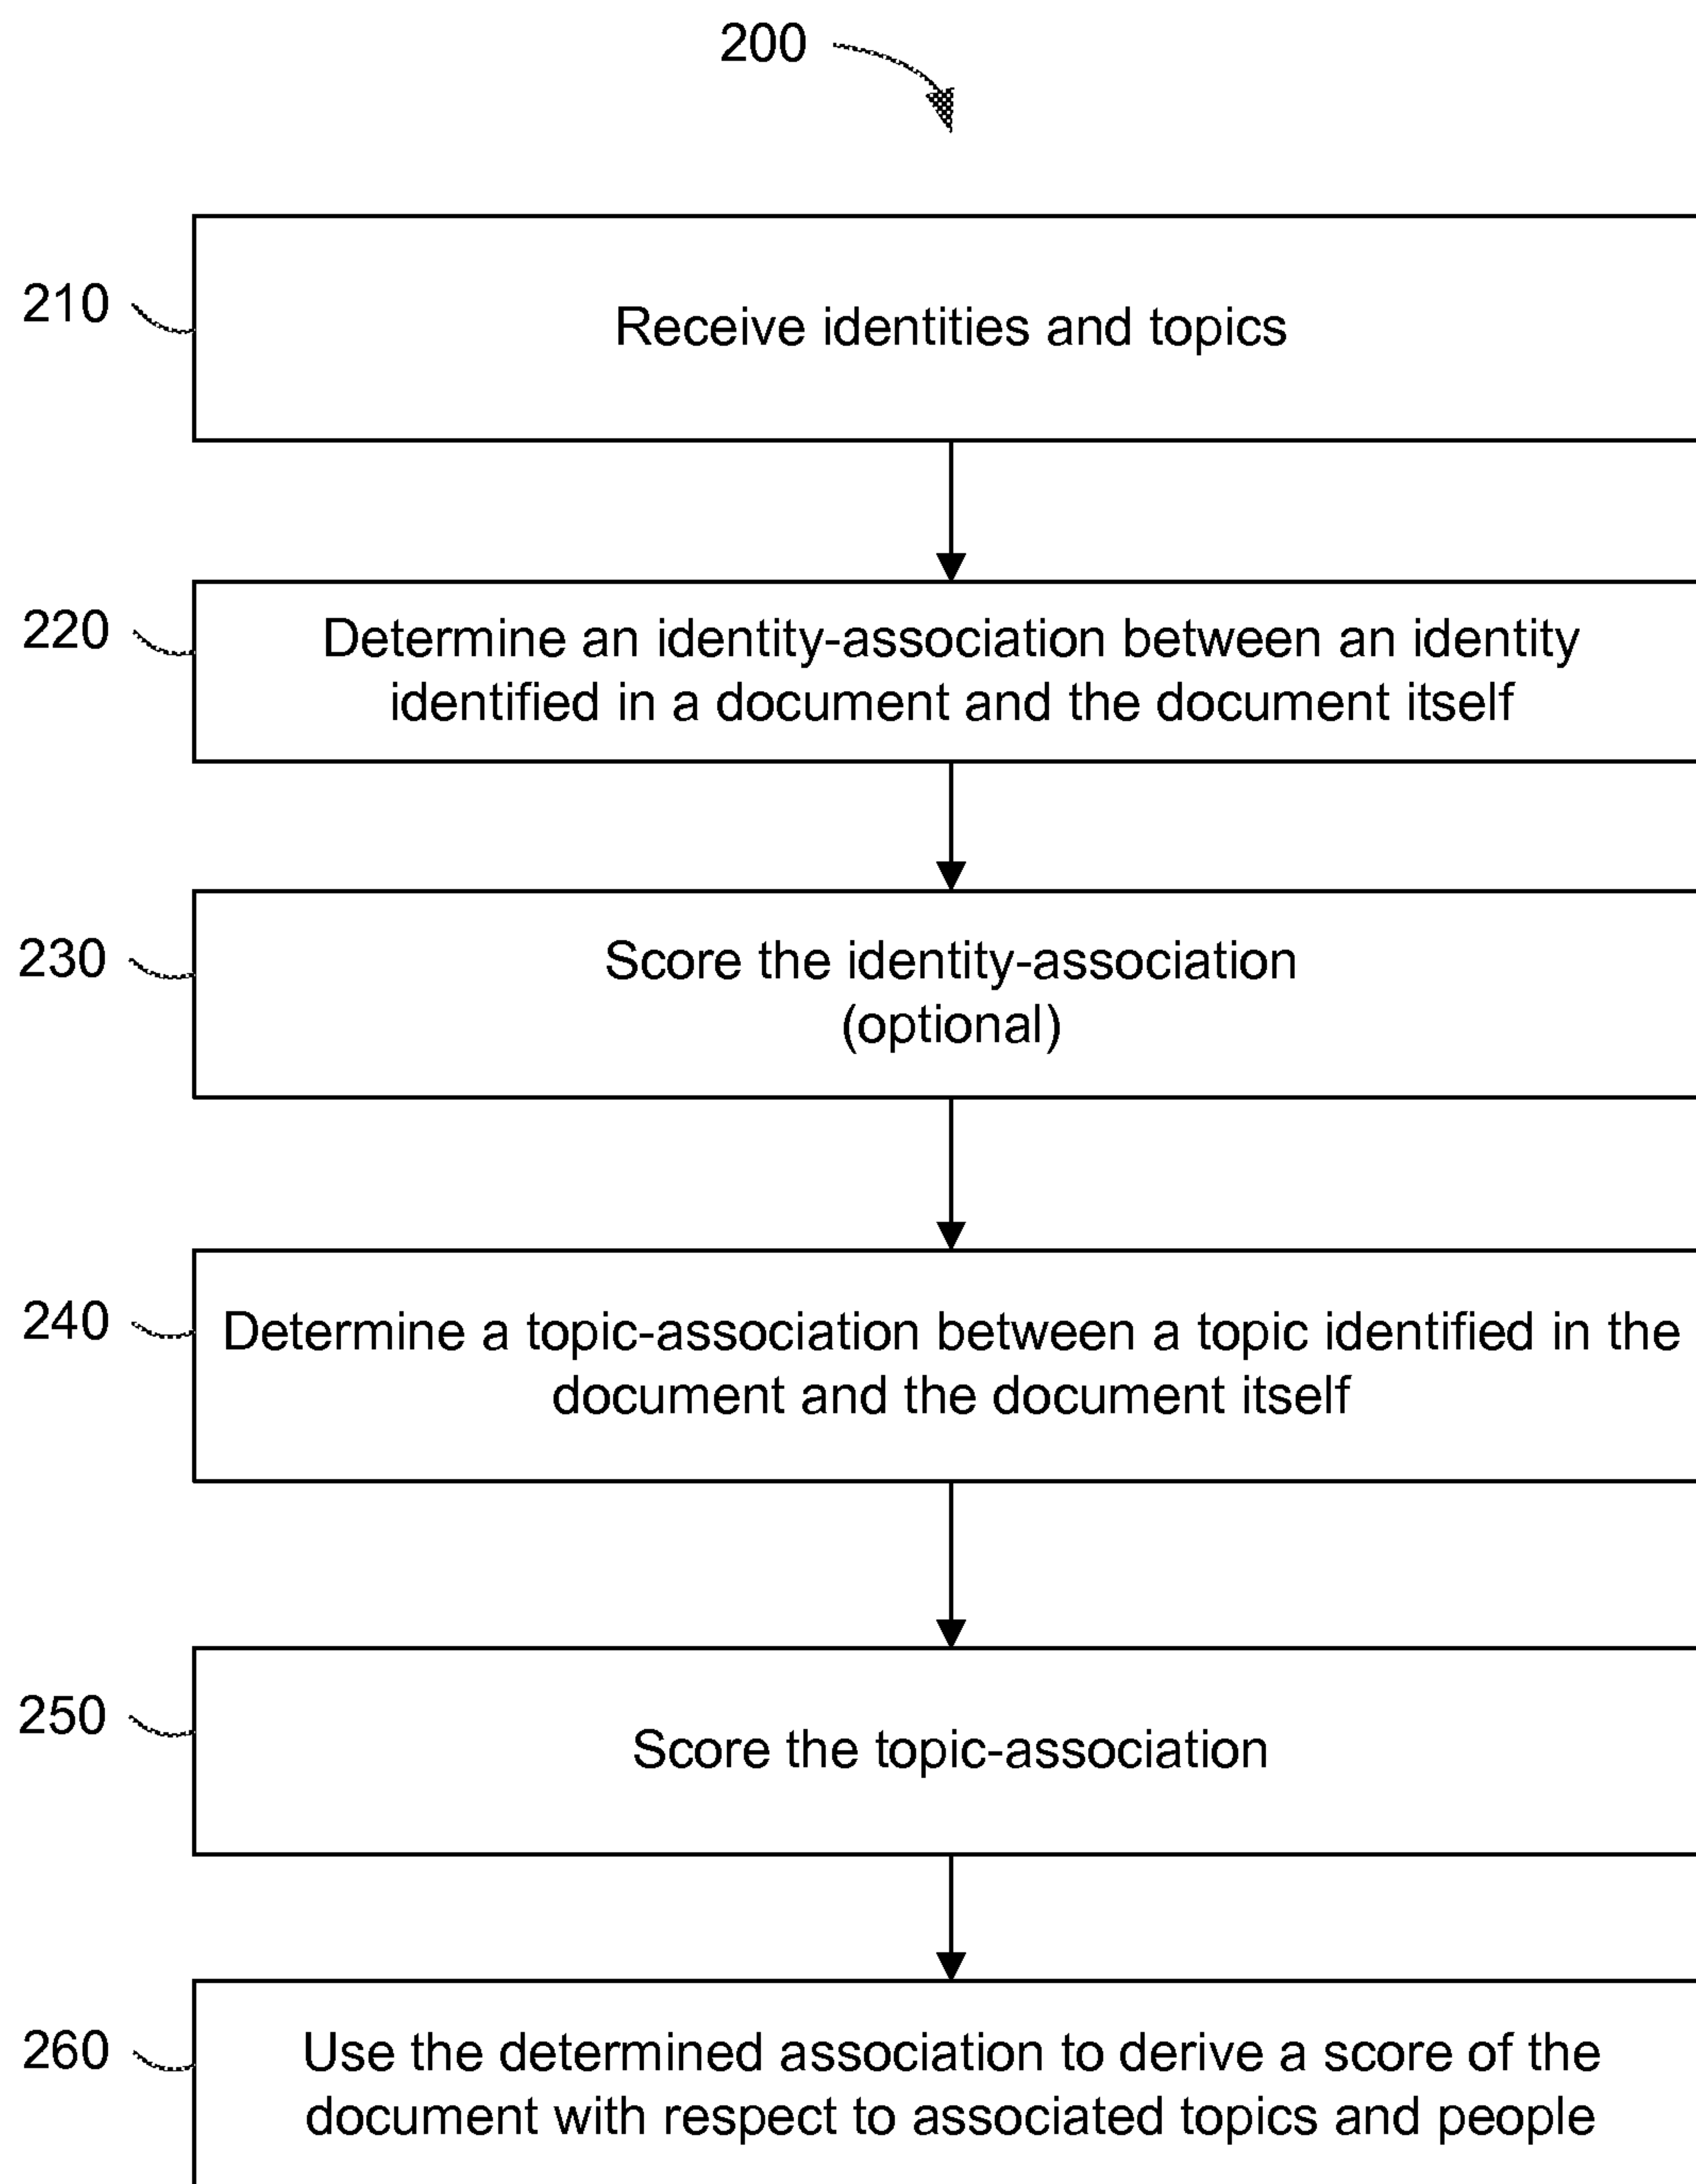 200
210
Receive identities and topics
220
Determine an identity-association between an identity
identified in a document and the document itself
230
Score the identity-association
(optional)
240
Determine a topic-association between a topic identified in the
document and the document itself
250
Score the topic-association
260
Use the determined association to derive a score of the
document with respect to associated topics and people